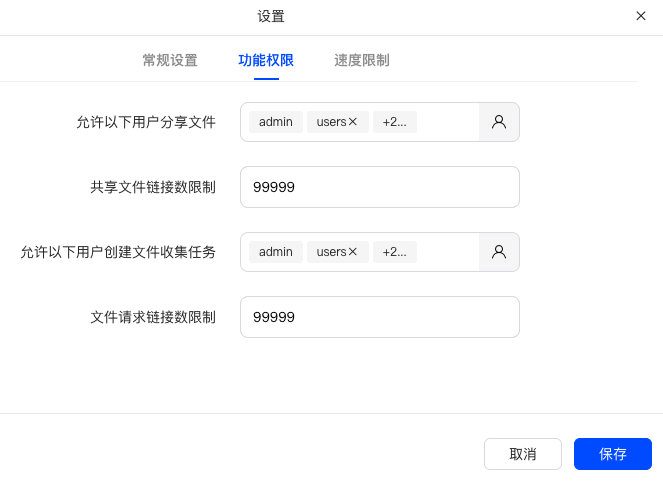 设置
常规设置 功能权限 速度限制
允许以下用户分享文件 admin users× +2...
共享文件链接数限制 99999
允许以下用户创建文件收集任务 admin users× +2...
文件请求链接数限制 99999
取消 保存